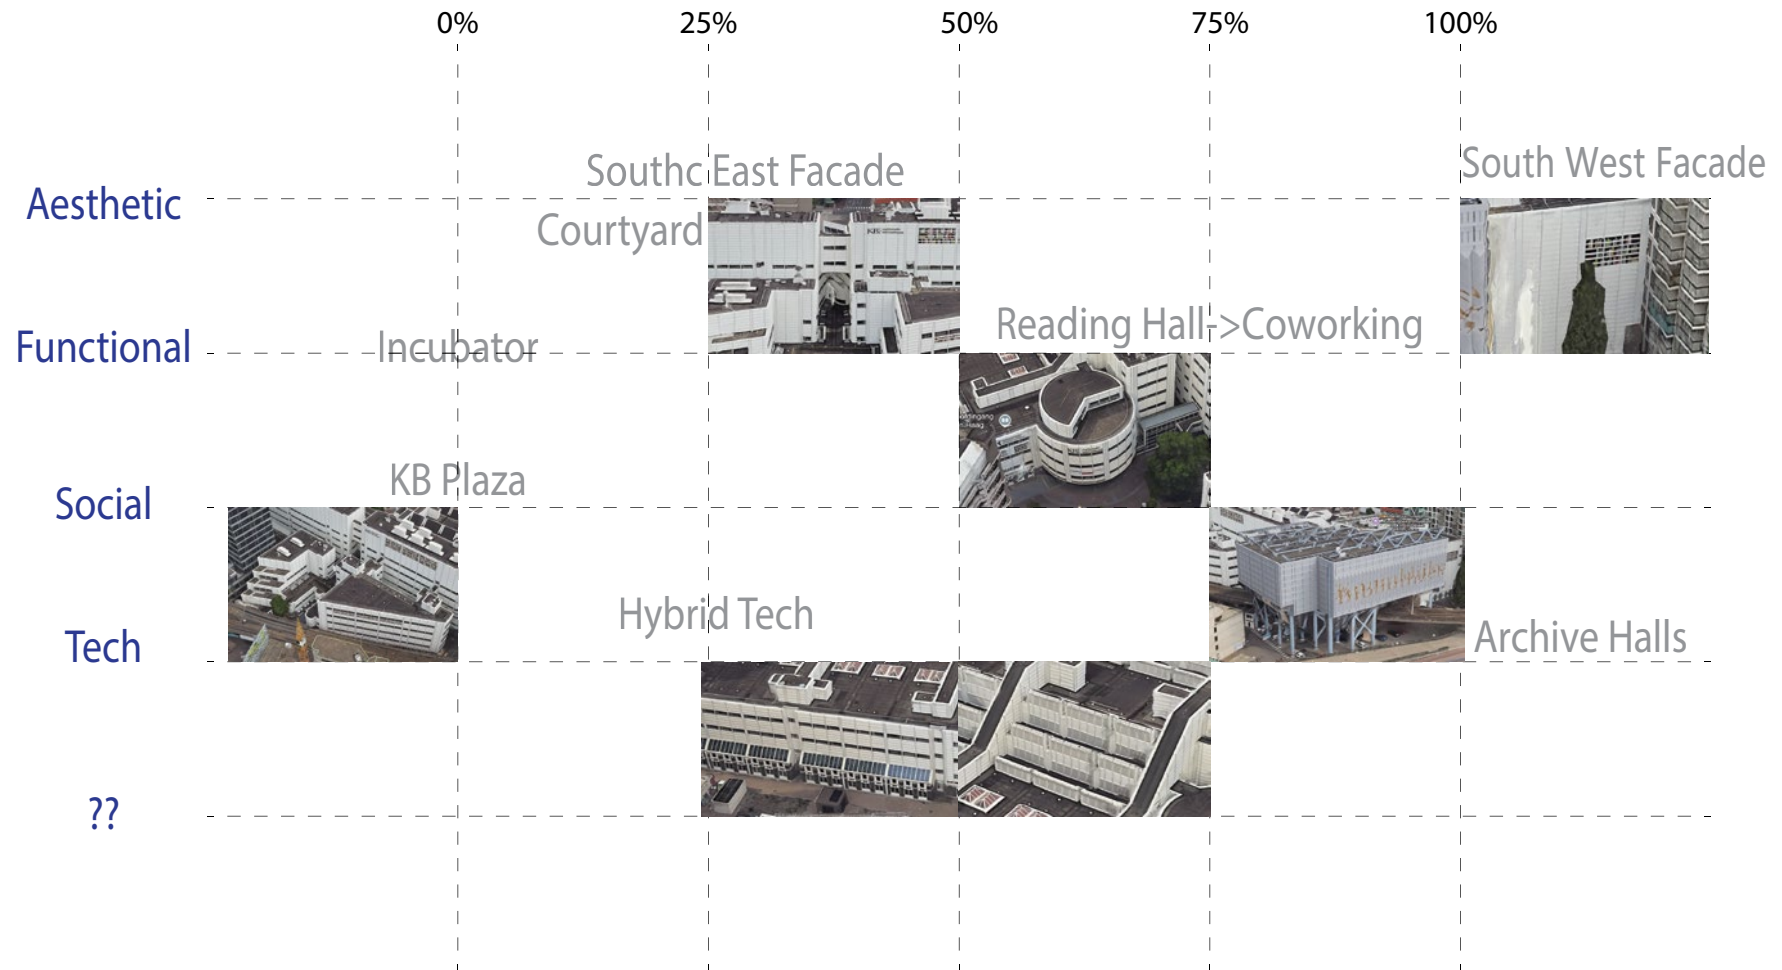 0% 25% 50% 75% 100%
Southc East Facade
South West Facade
Aesthetic
Courtyard
Reading Hall->Coworking
Functional
Incubator
KB Plaza
Social
Hybrid Tech
Tech
Archive Halls
??